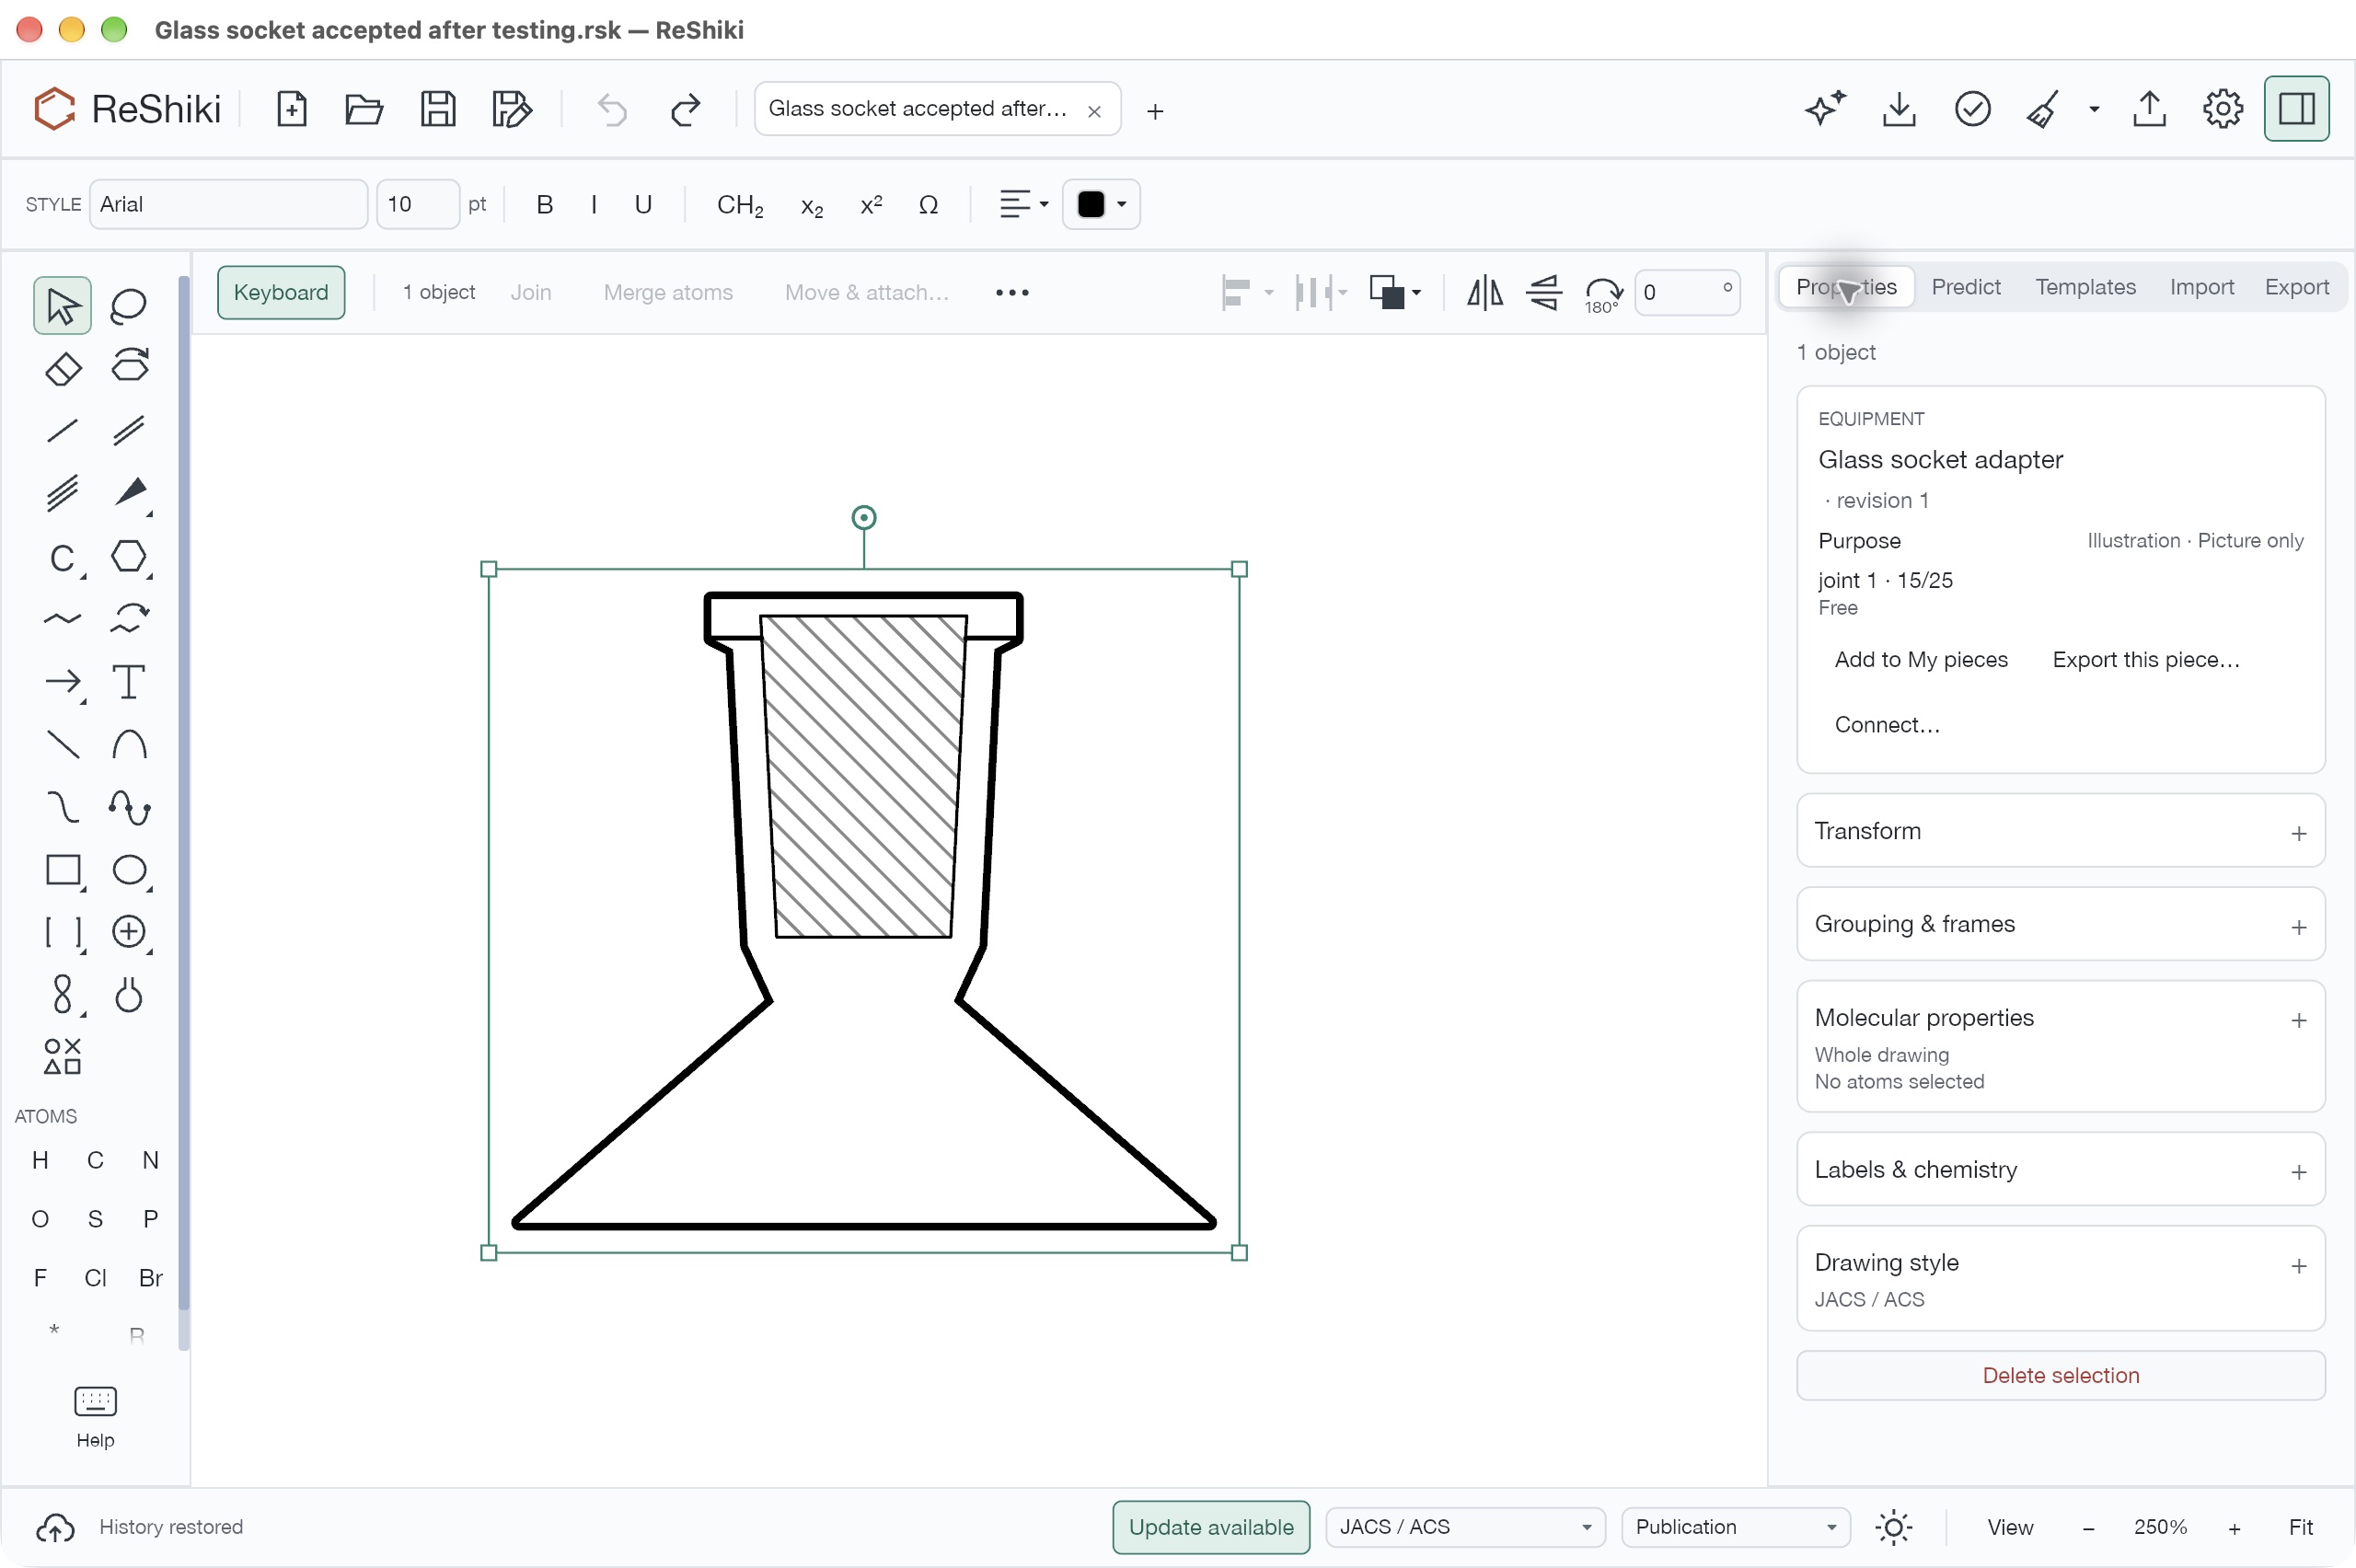 Glass socket accepted after testing.rsk — ReShiki
ReShiki
Glass socket accepted after... × +
STYLE Arial 10 pt B I U CH₂ x₂ x² Ω
Keyboard 1 object Join Merge atoms Move & attach... 180° 0 °
Properties Predict Templates Import Export
1 object
EQUIPMENT
Glass socket adapter
· revision 1
Purpose Illustration · Picture only
joint 1 · 15/25
Free
Add to My pieces Export this piece...
Connect...
Transform +
Grouping & frames +
Molecular properties +
Whole drawing
No atoms selected
Labels & chemistry +
Drawing style +
JACS / ACS
Delete selection
C
T
ATOMS
H C N
O S P
F Cl Br
* R
Help
History restored Update available JACS / ACS Publication View − 250% + Fit